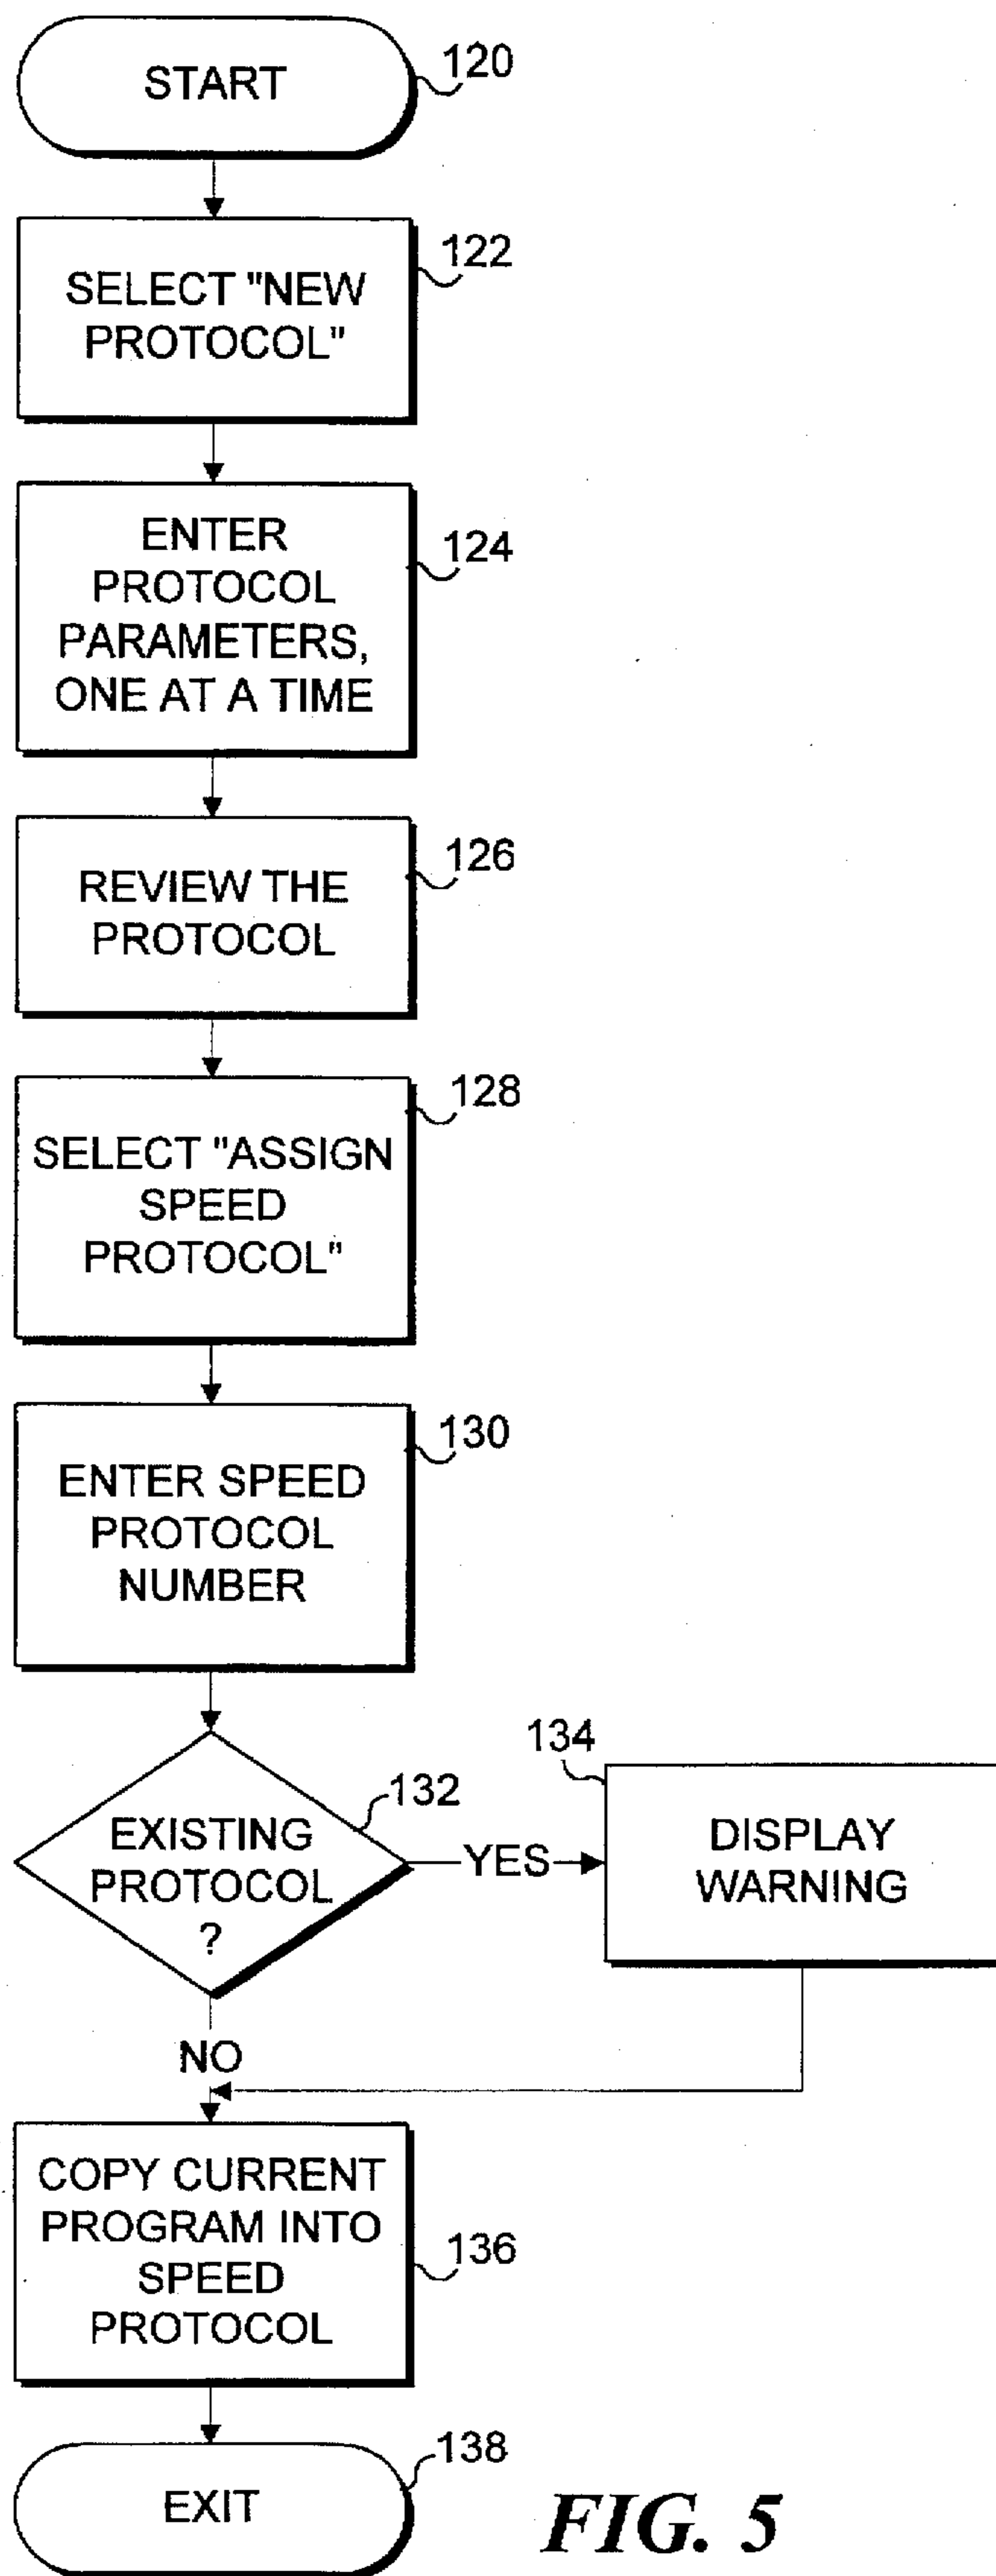 START
120
SELECT "NEW
PROTOCOL"
122
ENTER
PROTOCOL
PARAMETERS,
ONE AT A TIME
124
REVIEW THE
PROTOCOL
126
SELECT "ASSIGN
SPEED
PROTOCOL"
128
ENTER SPEED
PROTOCOL
NUMBER
130
EXISTING
PROTOCOL
?
132
YES
134
DISPLAY
WARNING
NO
COPY CURRENT
PROGRAM INTO
SPEED
PROTOCOL
136
EXIT
138
FIG. 5